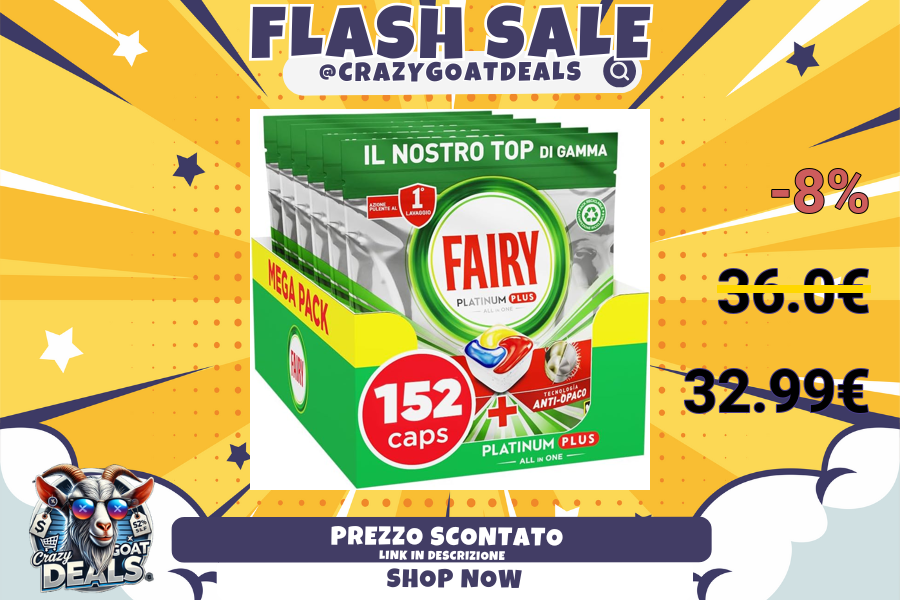 FLASH SALE
@CRAZYGOATDEALS
IL NOSTRO TOP DI GAMMA
AZIONE
PULENTE AL
1°
LAVAGGIO
FAIRY
PLATINUM PLUS
ALL IN ONE
MEGA PACK
FAIRY
152
caps
TECNOLOGIA
ANTI-OPACO
+
PLATINUM PLUS
ALL IN ONE
-8%
36.0€
32.99€
$
52%
Crazy
GOAT
DEALS
PREZZO SCONTATO
LINK IN DESCRIZIONE
SHOP NOW